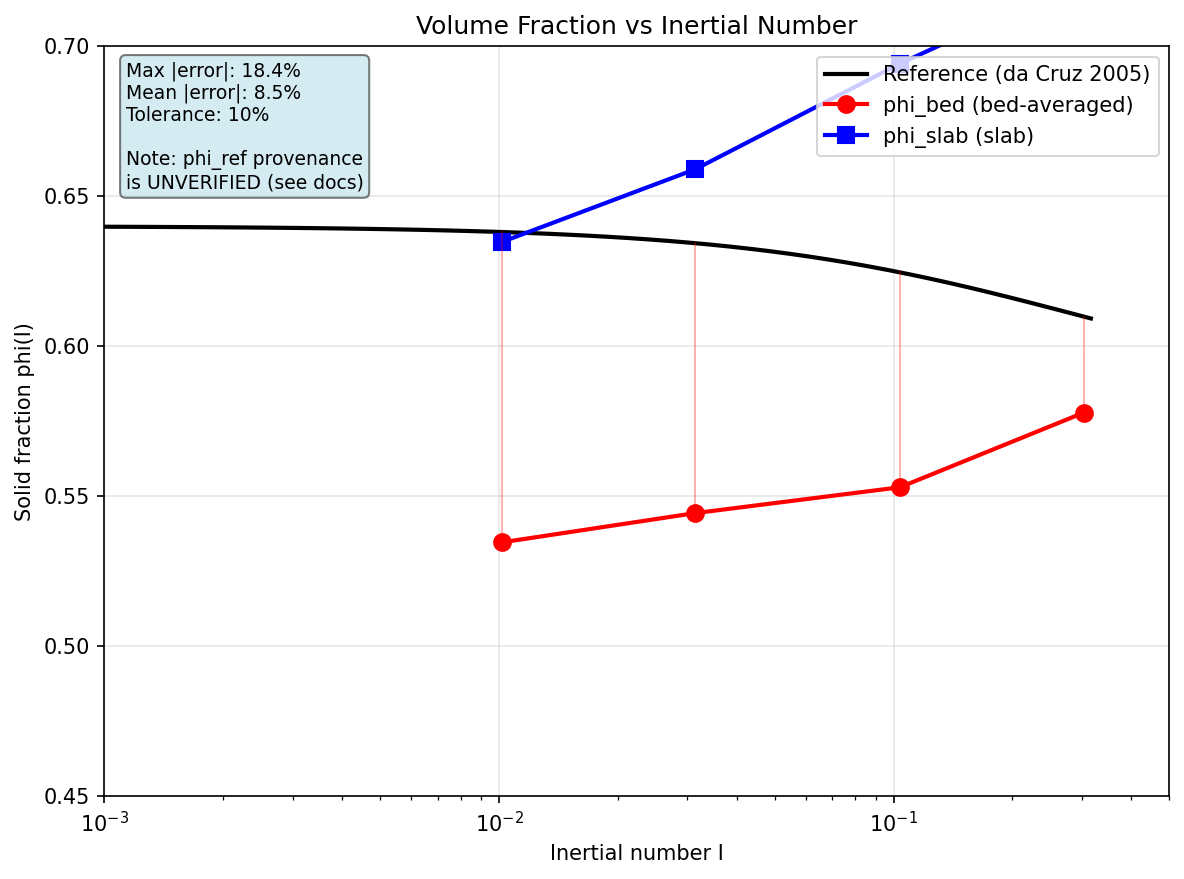 Volume Fraction vs Inertial Number
Max |error|: 18.4%
Mean |error|: 8.5%
Tolerance: 10%
Note: phi_ref provenance
is UNVERIFIED (see docs)
Reference (da Cruz 2005)
phi_bed (bed-averaged)
phi_slab (slab)
Solid fraction phi(I)
0.70
0.65
0.60
0.55
0.50
0.45
10⁻³
10⁻²
10⁻¹
Inertial number I